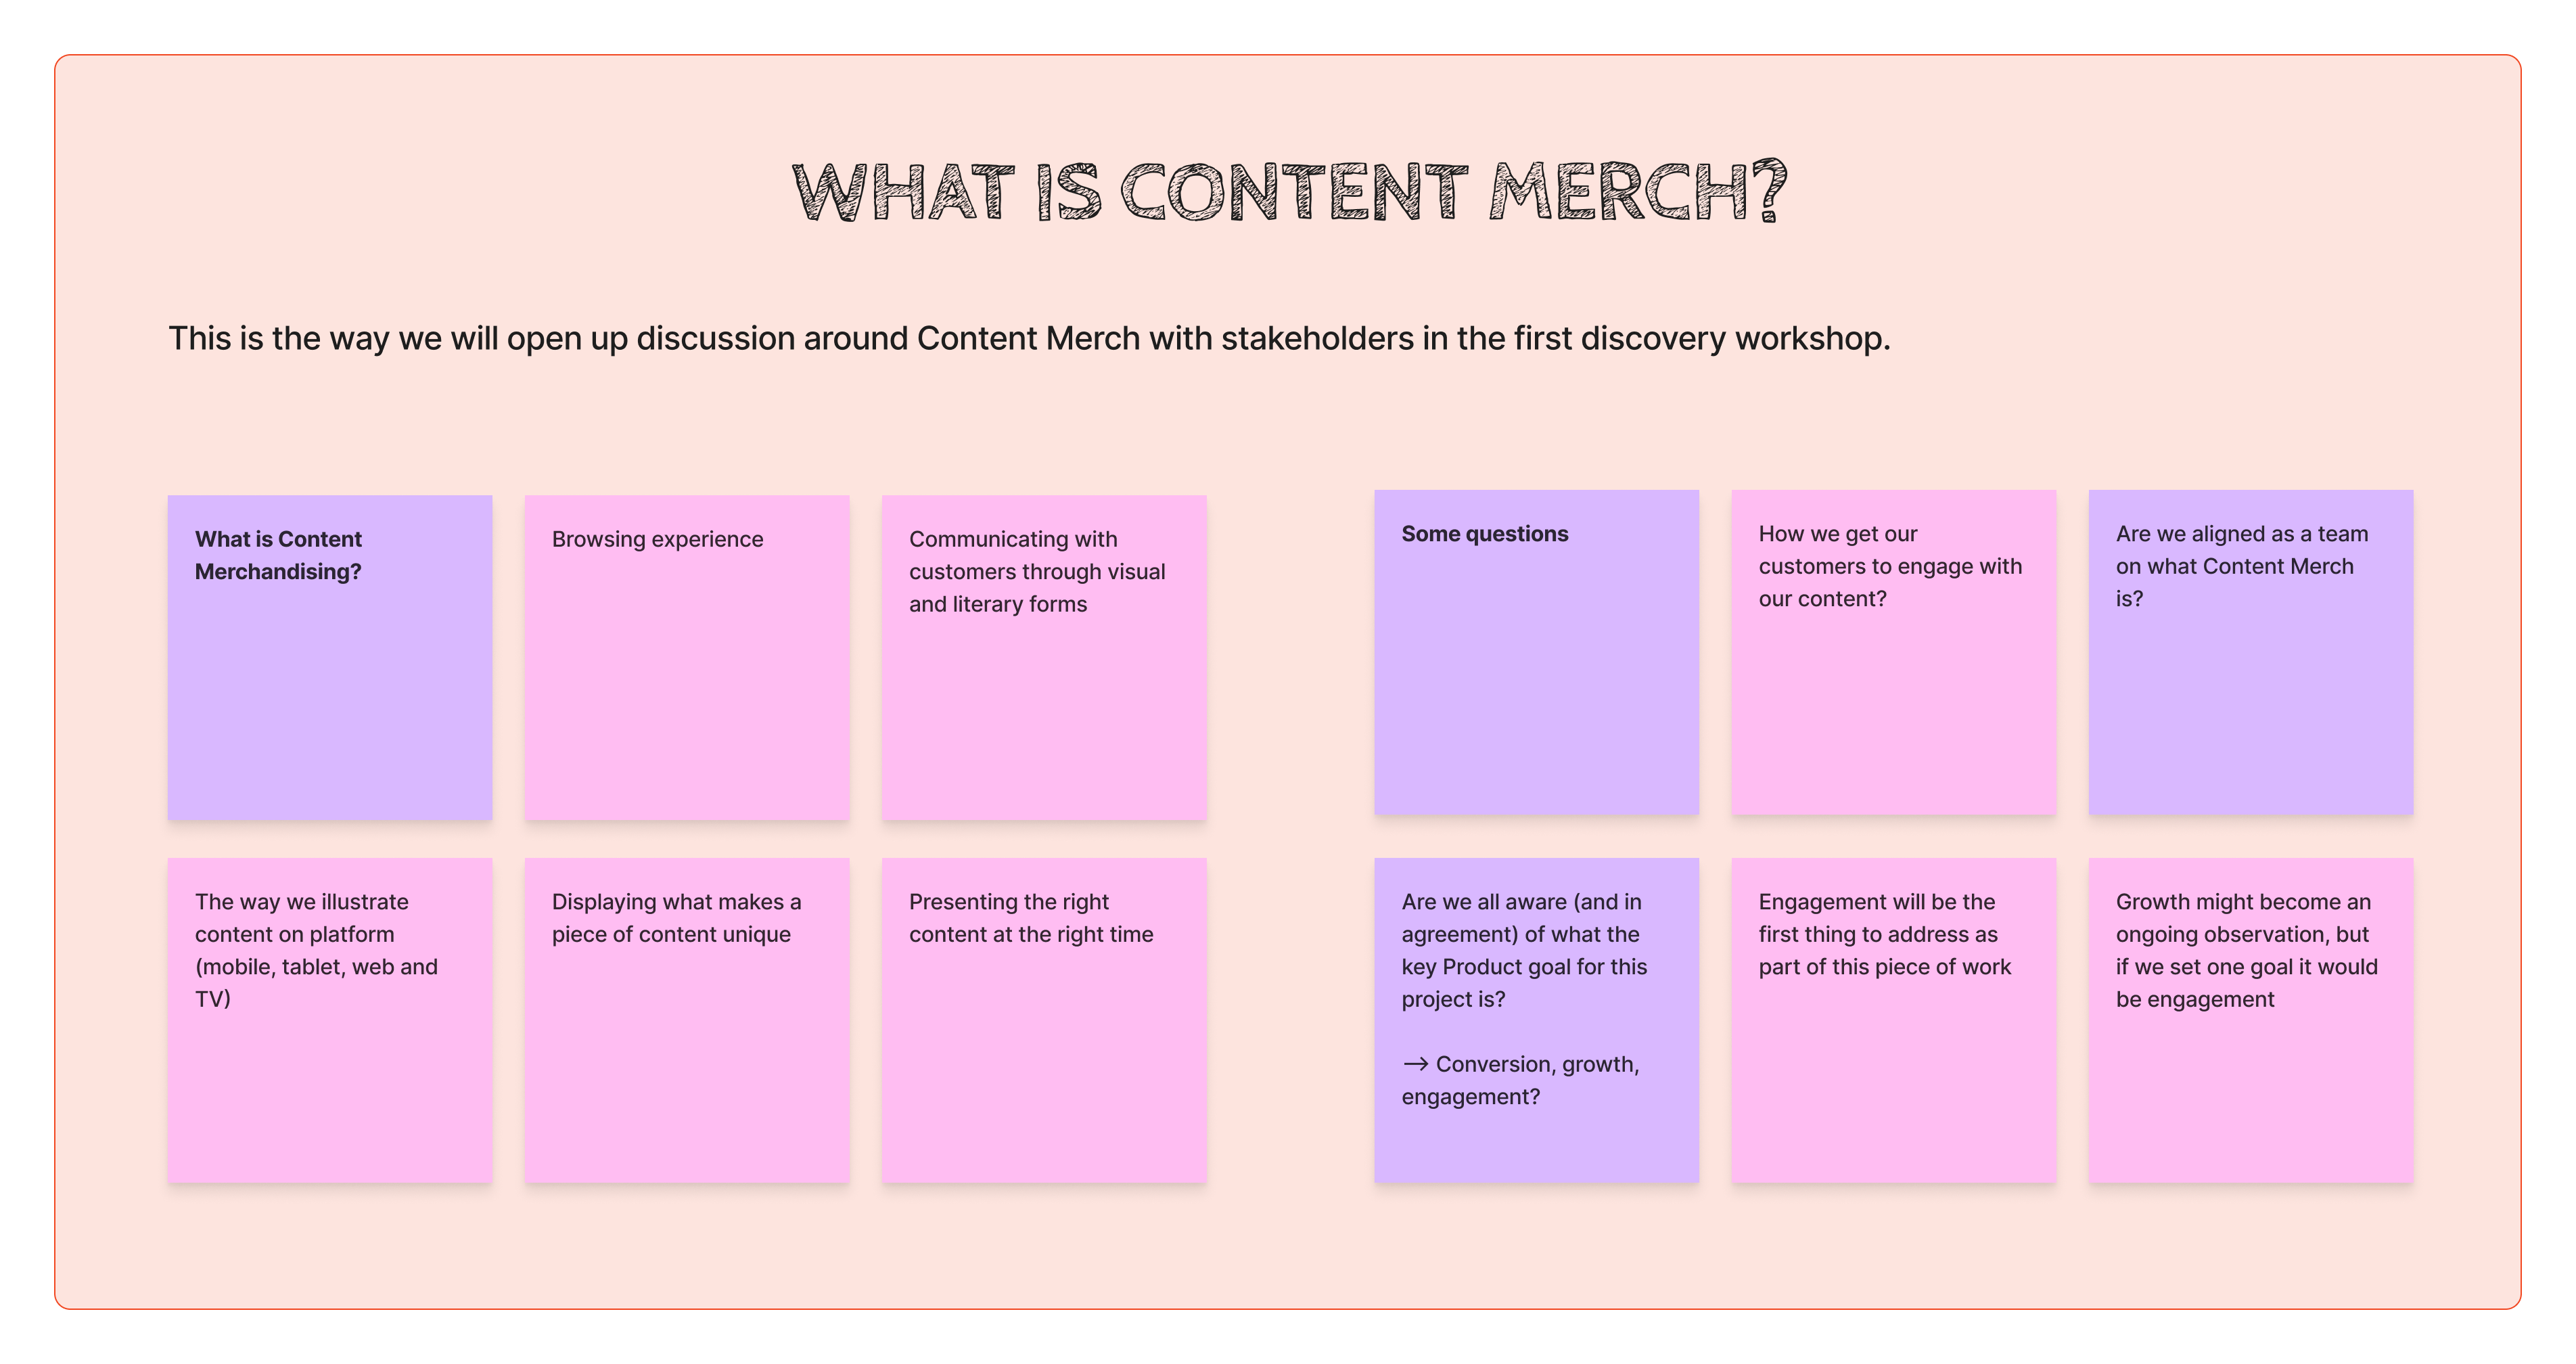 WHAT IS CONTENT MERCH?
This is the way we will open up discussion around Content Merch with stakeholders in the first discovery workshop.
What is Content
Merchandising?
Browsing experience
Communicating with
customers through visual
and literary forms
The way we illustrate
content on platform
(mobile, tablet, web and
TV)
Displaying what makes a
piece of content unique
Presenting the right
content at the right time
Some questions
How we get our
customers to engage with
our content?
Are we aligned as a team
on what Content Merch
is?
Are we all aware (and in
agreement) of what the
key Product goal for this
project is?
→ Conversion, growth,
engagement?
Engagement will be the
first thing to address as
part of this piece of work
Growth might become an
ongoing observation, but
if we set one goal it would
be engagement